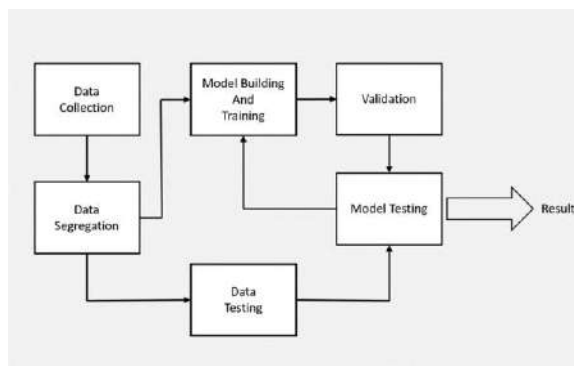 Data
Collection
Model Building
And
Training
Validation
Data
Segregation
Model Testing
Result
Data
Testing